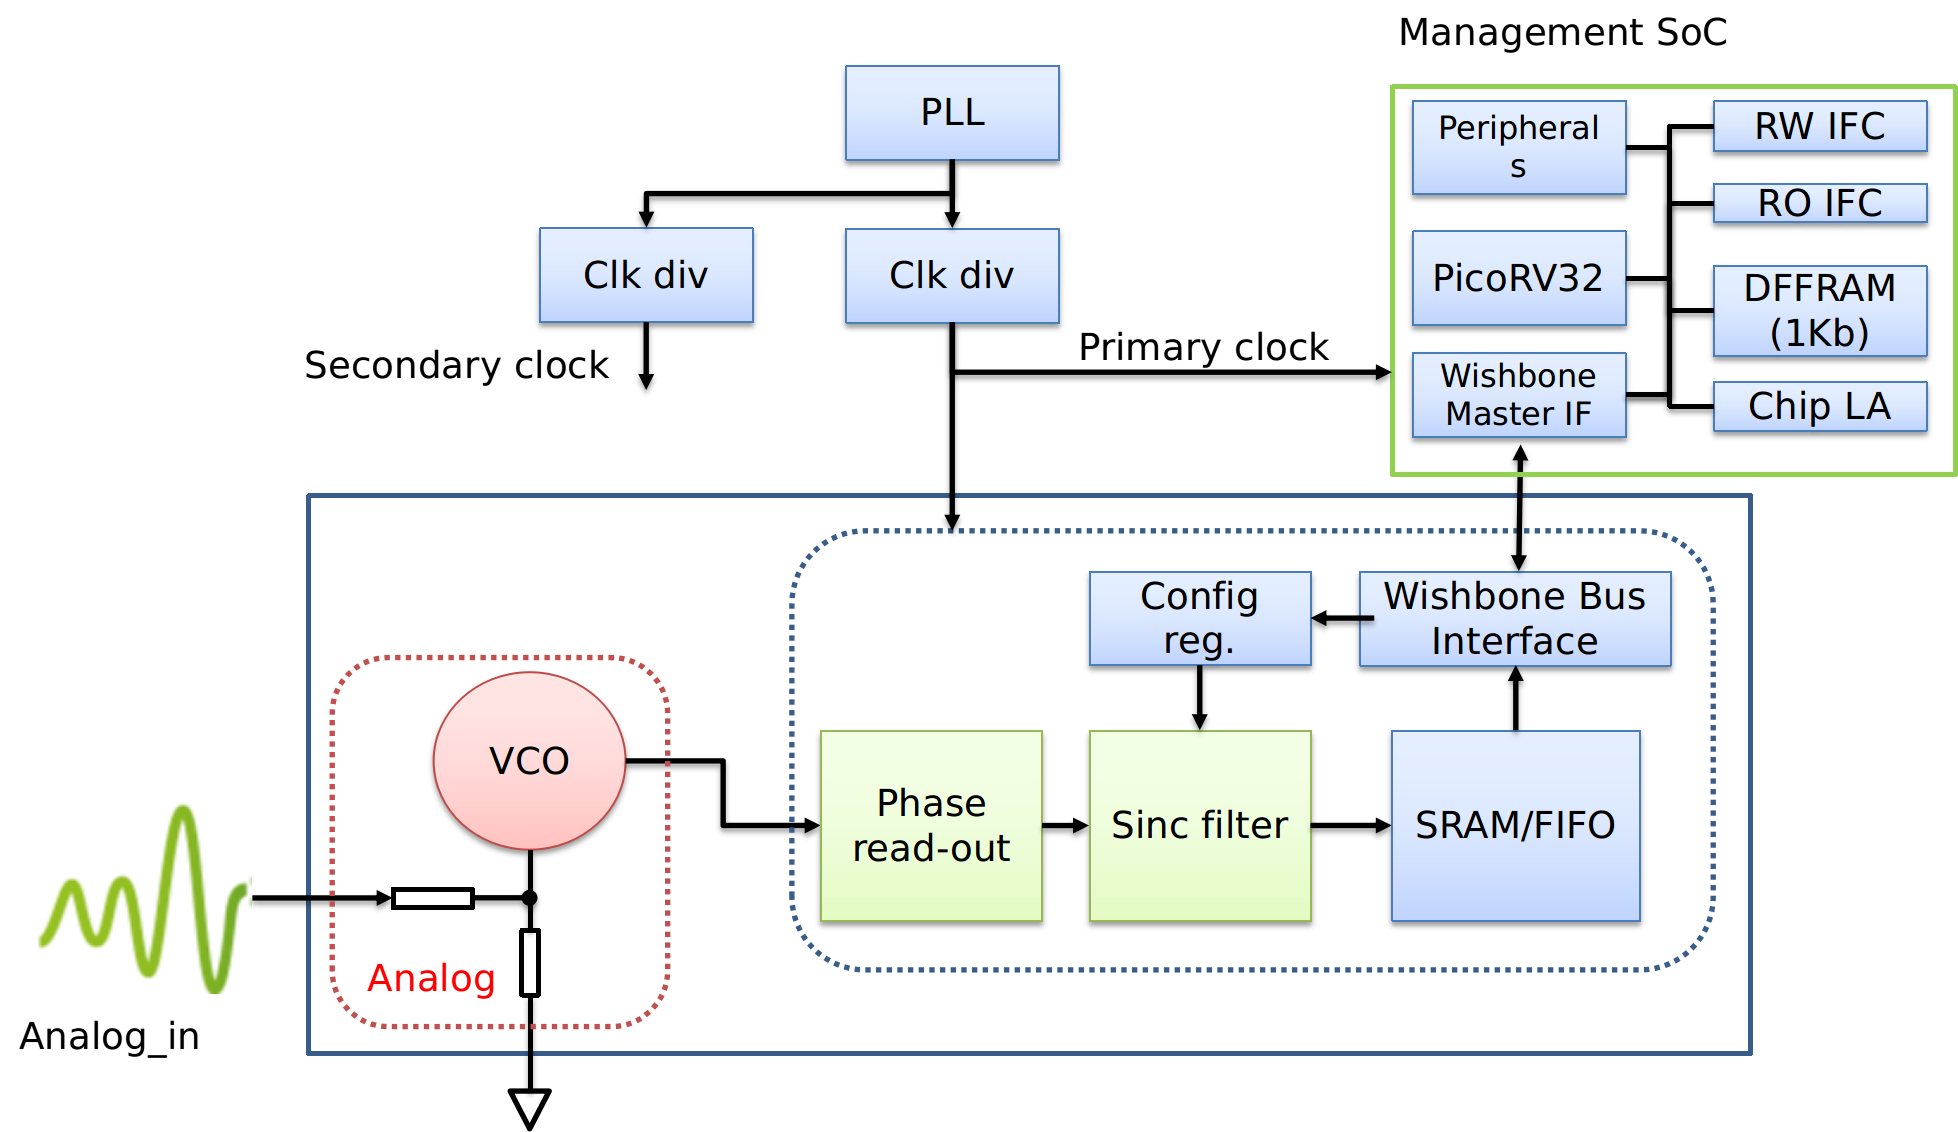 Management SoC
PLL
Peripheral
s
RW IFC
RO IFC
Clk div
Clk div
PicoRV32
DFFRAM
(1Kb)
Secondary clock
Primary clock
Wishbone
Master IF
Chip LA
Config
reg.
Wishbone Bus
Interface
VCO
Phase
read-out
Sinc filter
SRAM/FIFO
Analog
Analog_in